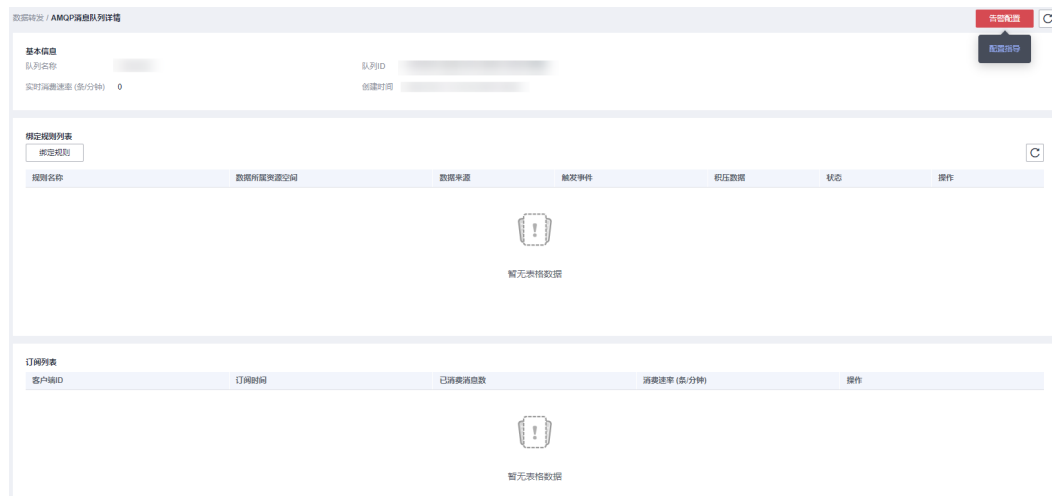 数据转发 / AMQP消息队列详情
告警配置
配置指导
基本信息
队列名称
队列ID
实时消费速率 (条/分钟) 0
创建时间
绑定规则列表
绑定规则
规则名称 数据所属资源空间 数据来源 触发事件 积压数据 状态 操作
暂无表格数据
订阅列表
客户端ID 订阅时间 已消费消息数 消费速率 (条/分钟) 操作
暂无表格数据